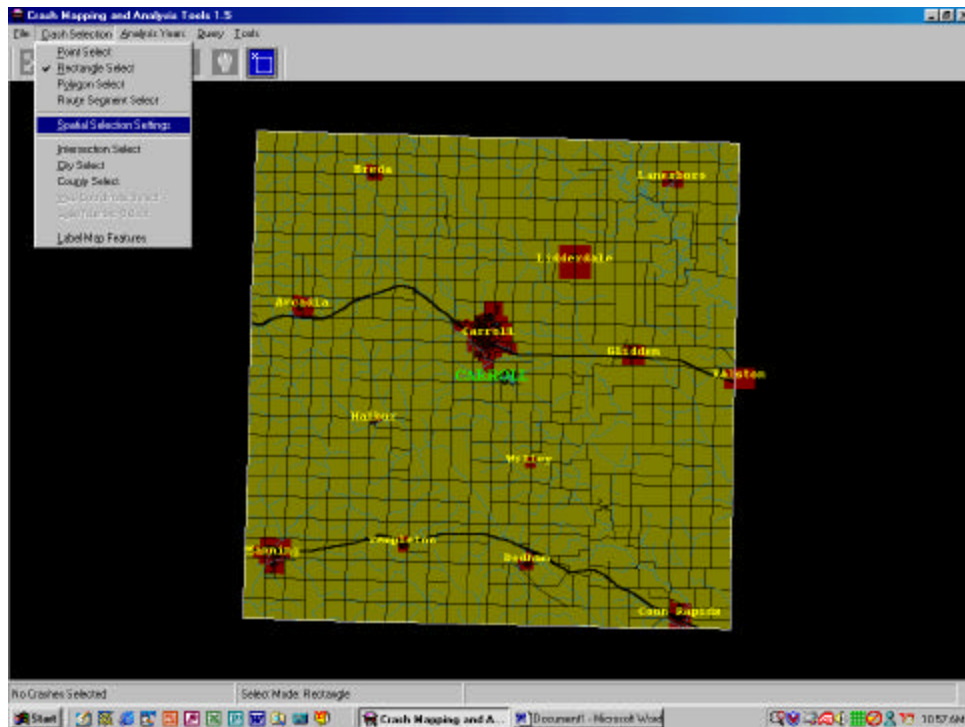 Crash Mapping and Analysis Tools 1.5
File Crash Selection Analysis Years Query Tools
Point Select
Rectangle Select
Polygon Select
Route Segment Select
Spatial Selection Settings
Intersection Select
City Select
County Select
Label Map Features
Breda
Lanesboro
Lidderdale
Arcadia
Carroll
Glidden
Ralston
CARROLL
Halbur
Willey
Manning
Templeton
Dedham
Coon Rapids
No Crashes Selected
Select Mode: Rectangle
Start
Crash Mapping and A...
Document1 - Microsoft Word
10:57 AM